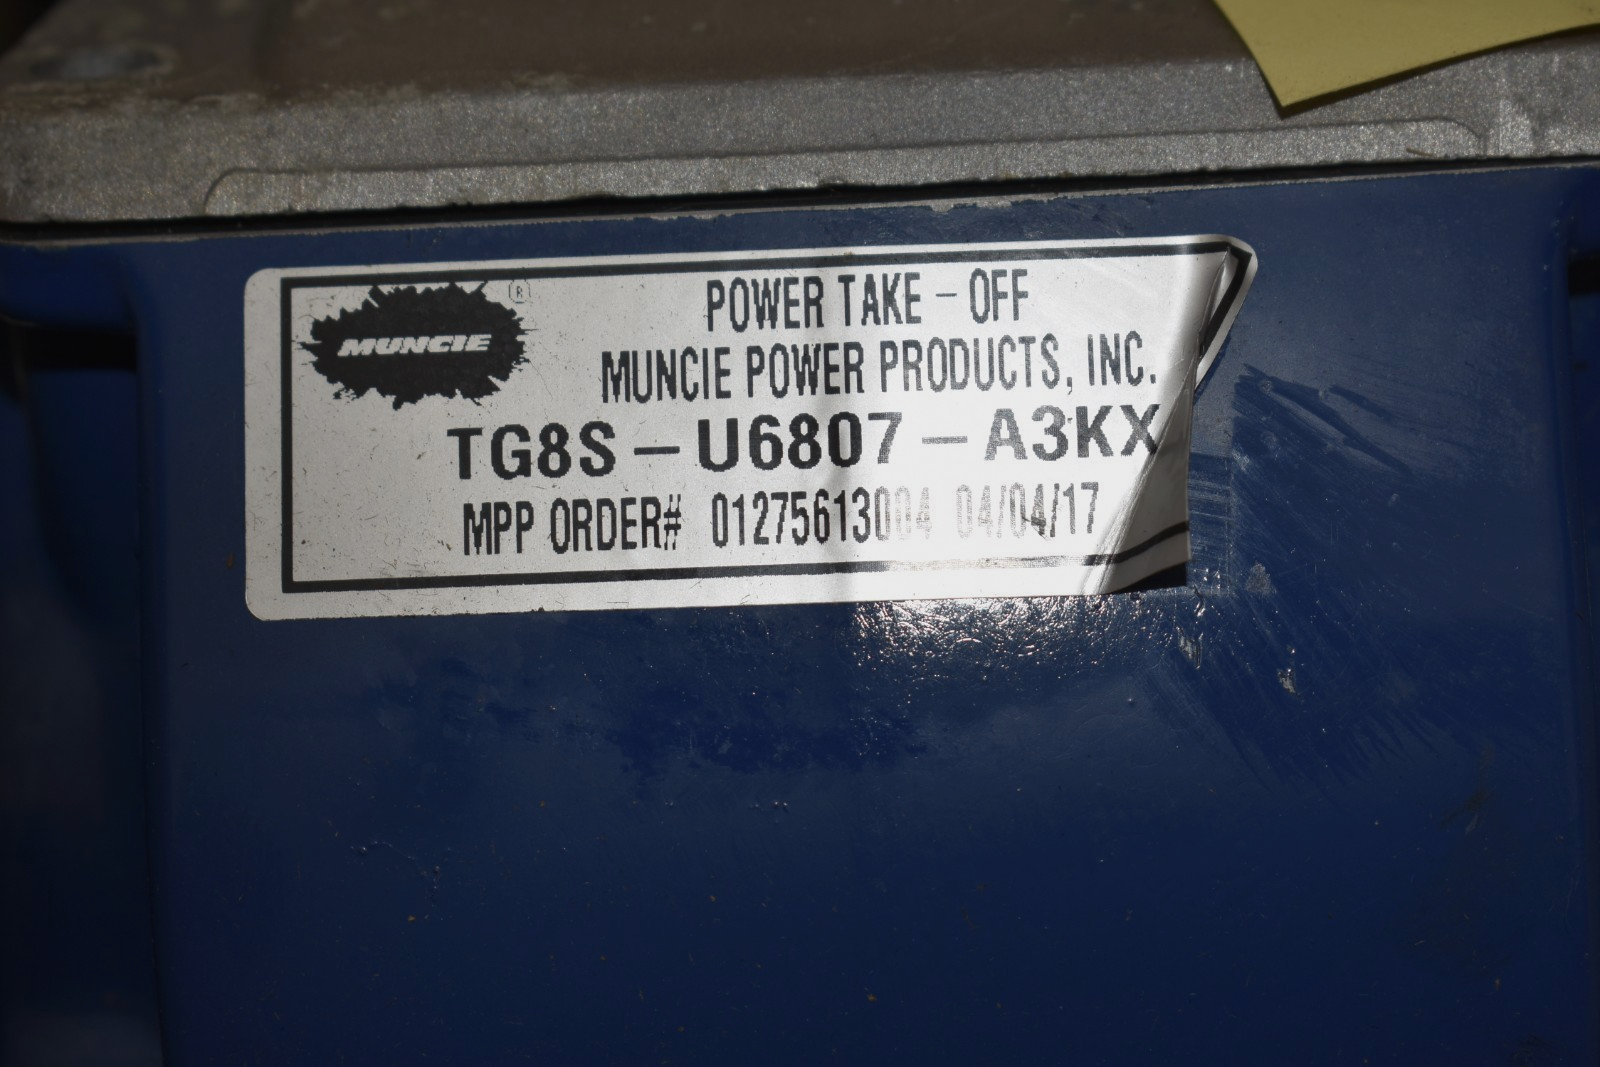 MUNCIE ®
POWER TAKE - OFF
MUNCIE POWER PRODUCTS, INC.
TG8S - U6807 - A3KX
MPP ORDER# 01275613004 04/04/17